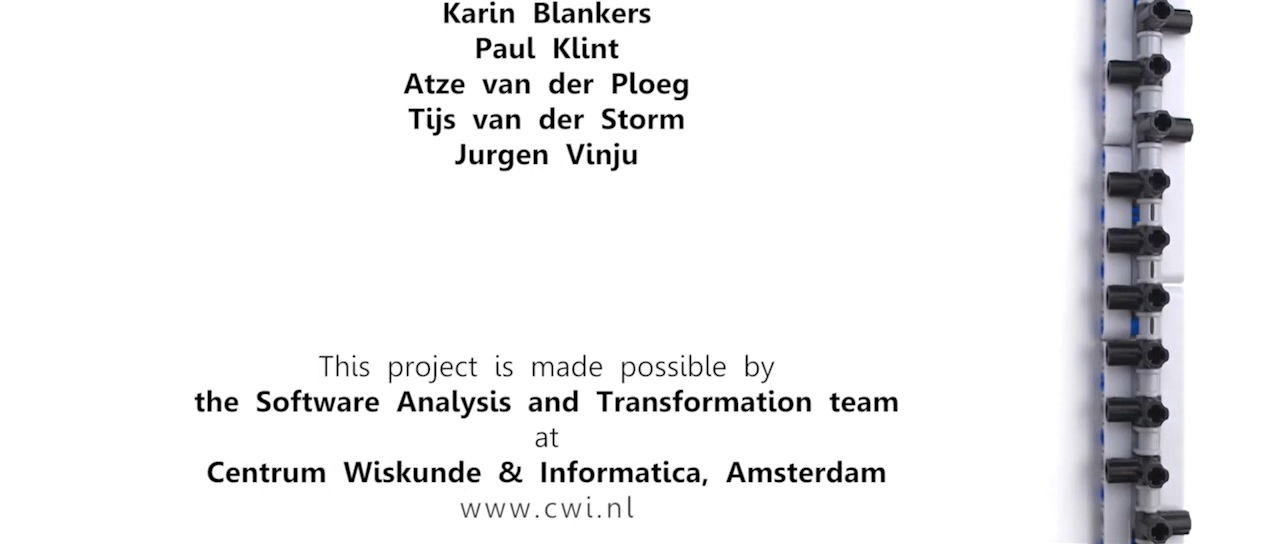 Karin Blankers
Paul Klint
Atze van der Ploeg
Tijs van der Storm
Jurgen Vinju
This project is made possible by
the Software Analysis and Transformation team
at
Centrum Wiskunde & Informatica, Amsterdam
www.cwi.nl